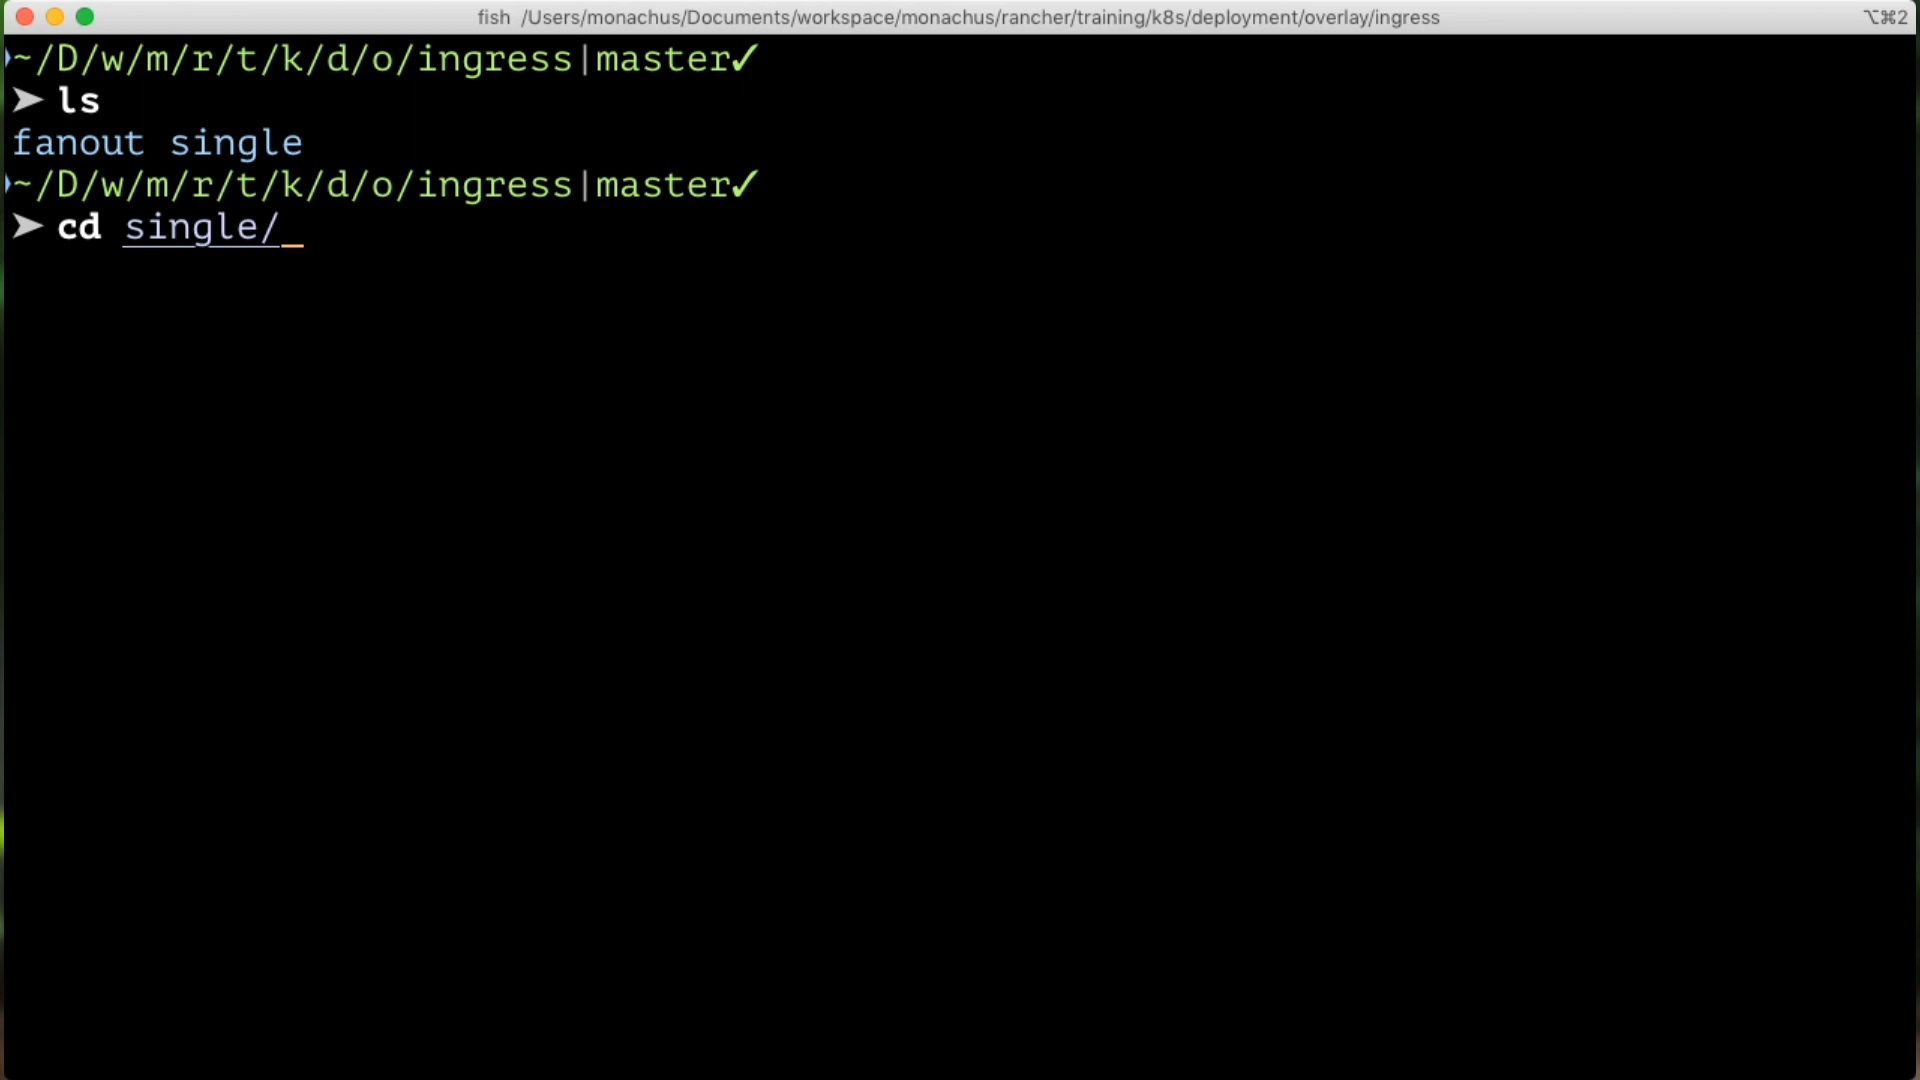 fish /Users/monachus/Documents/workspace/monachus/rancher/training/k8s/deployment/overlay/ingress ⌥⌘2
~/D/w/m/r/t/k/d/o/ingress|master✓
➤ ls
fanout single
~/D/w/m/r/t/k/d/o/ingress|master✓
➤ cd single/_